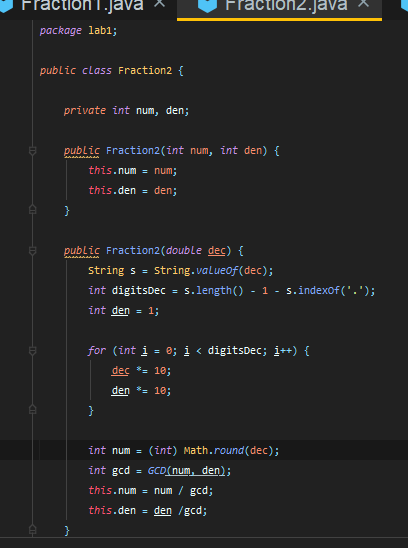 Fraction1.java × Fraction2.java ×
package lab1;
public class Fraction2 {
private int num, den;
public Fraction2(int num, int den) {
this.num = num;
this.den = den;
}
public Fraction2(double dec) {
String s = String.valueOf(dec);
int digitsDec = s.length() - 1 - s.indexOf('.');
int den = 1;
for (int i = 0; i < digitsDec; i++) {
dec *= 10;
den *= 10;
}
int num = (int) Math.round(dec);
int gcd = GCD(num, den);
this.num = num / gcd;
this.den = den /gcd;
}